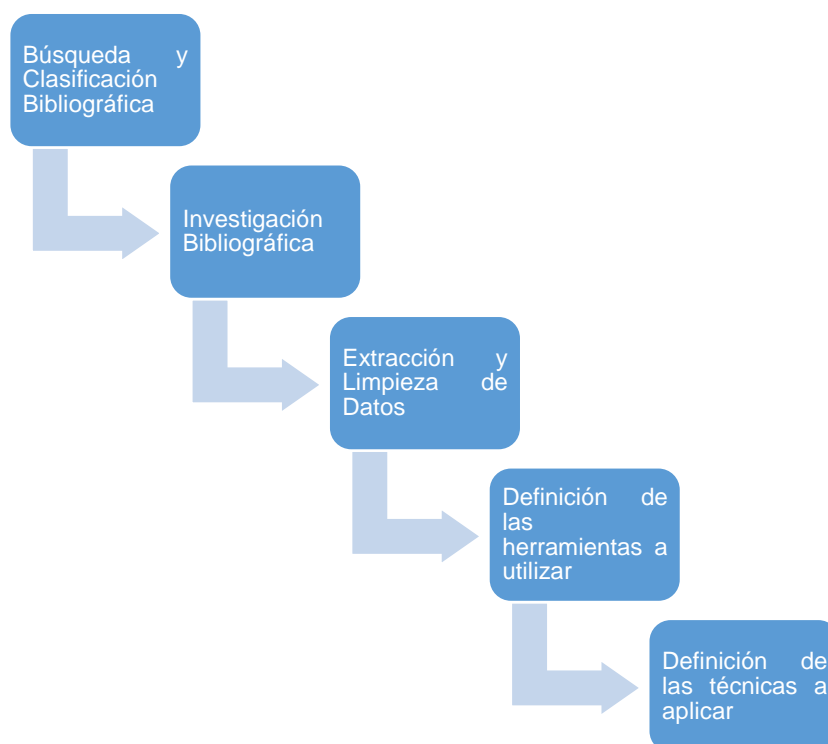 Búsqueda y
Clasificación
Bibliográfica
Investigación
Bibliográfica
Extracción y
Limpieza de
Datos
Definición de
las
herramientas a
utilizar
Definición de
las técnicas a
aplicar